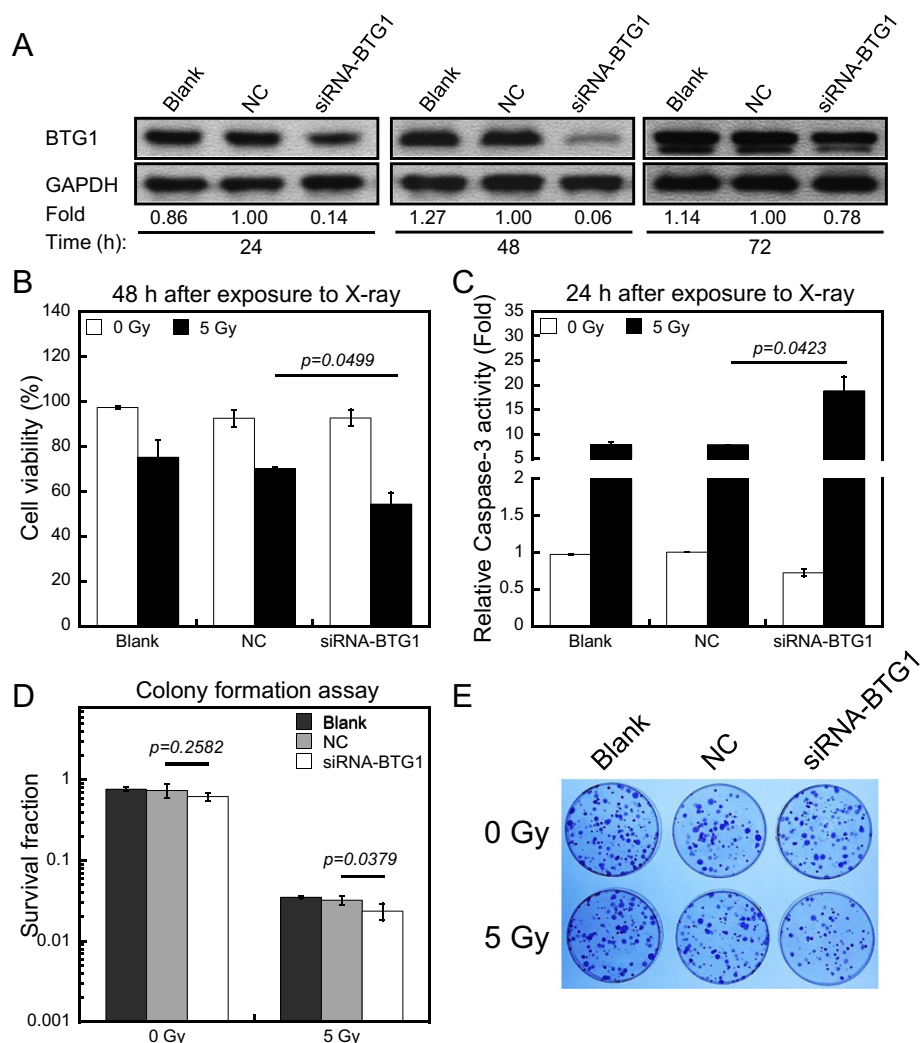 A
Blank NC siRNA-BTG1 Blank NC siRNA-BTG1 Blank NC siRNA-BTG1
BTG1
GAPDH
Fold 0.86 1.00 0.14 1.27 1.00 0.06 1.14 1.00 0.78
Time (h): 24 48 72
B
48 h after exposure to X-ray
Cell viability (%)
140
120
100
80
60
40
20
0
0 Gy 5 Gy
p=0.0499
Blank NC siRNA-BTG1
C
24 h after exposure to X-ray
Relative Caspase-3 activity (Fold)
35
30
25
20
15
10
5
2
1.5
1
0.5
0
0 Gy 5 Gy
p=0.0423
Blank NC siRNA-BTG1
D
Colony formation assay
Survival fraction
1
0.1
0.01
0.001
Blank
NC
siRNA-BTG1
p=0.2582
p=0.0379
0 Gy 5 Gy
E
Blank NC siRNA-BTG1
0 Gy
5 Gy